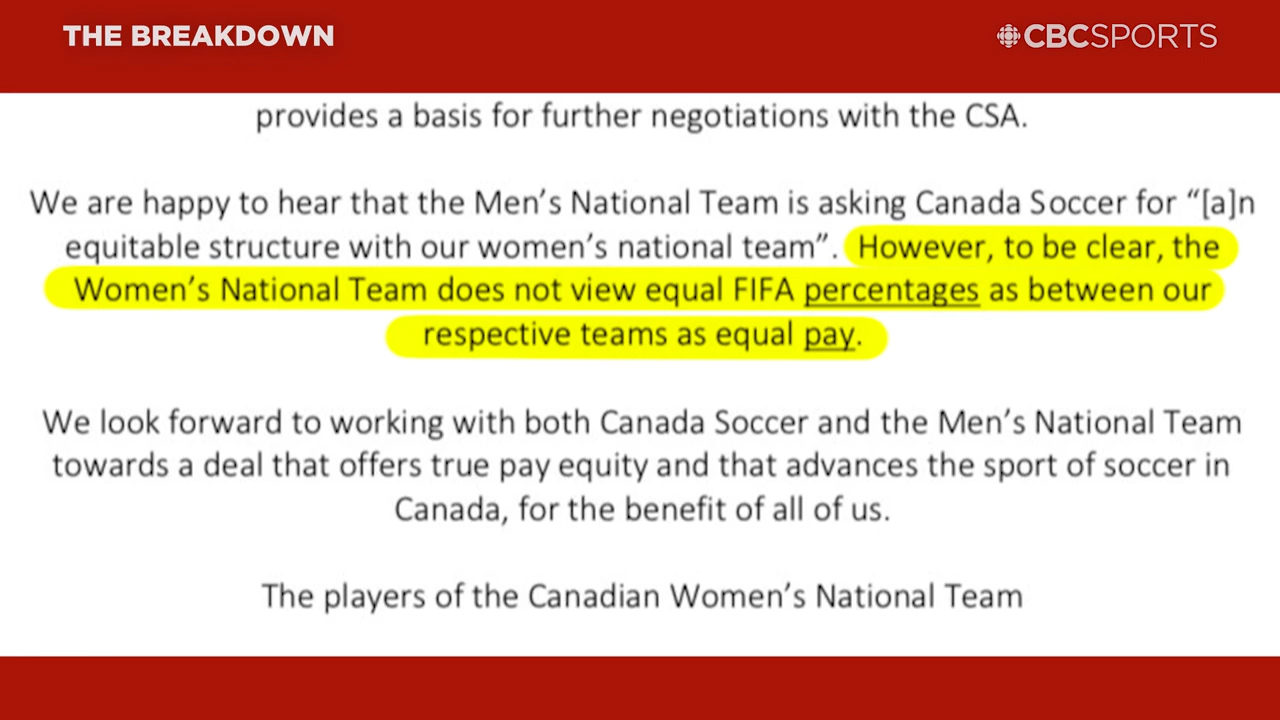 THE BREAKDOWN
CBCSPORTS
provides a basis for further negotiations with the CSA.
We are happy to hear that the Men’s National Team is asking Canada Soccer for “[a]n
equitable structure with our women’s national team”. However, to be clear, the
Women’s National Team does not view equal FIFA percentages as between our
respective teams as equal pay.
We look forward to working with both Canada Soccer and the Men’s National Team
towards a deal that offers true pay equity and that advances the sport of soccer in
Canada, for the benefit of all of us.
The players of the Canadian Women’s National Team